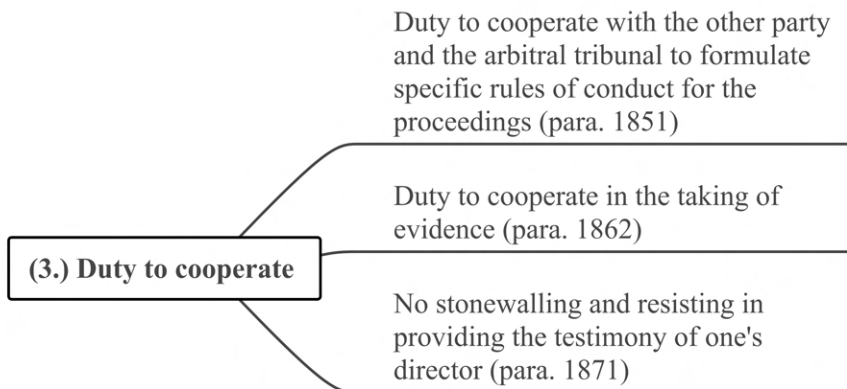 Duty to cooperate with the other party
and the arbitral tribunal to formulate
specific rules of conduct for the
proceedings (para. 1851)
Duty to cooperate in the taking of
evidence (para. 1862)
(3.) Duty to cooperate
No stonewalling and resisting in
providing the testimony of one's
director (para. 1871)